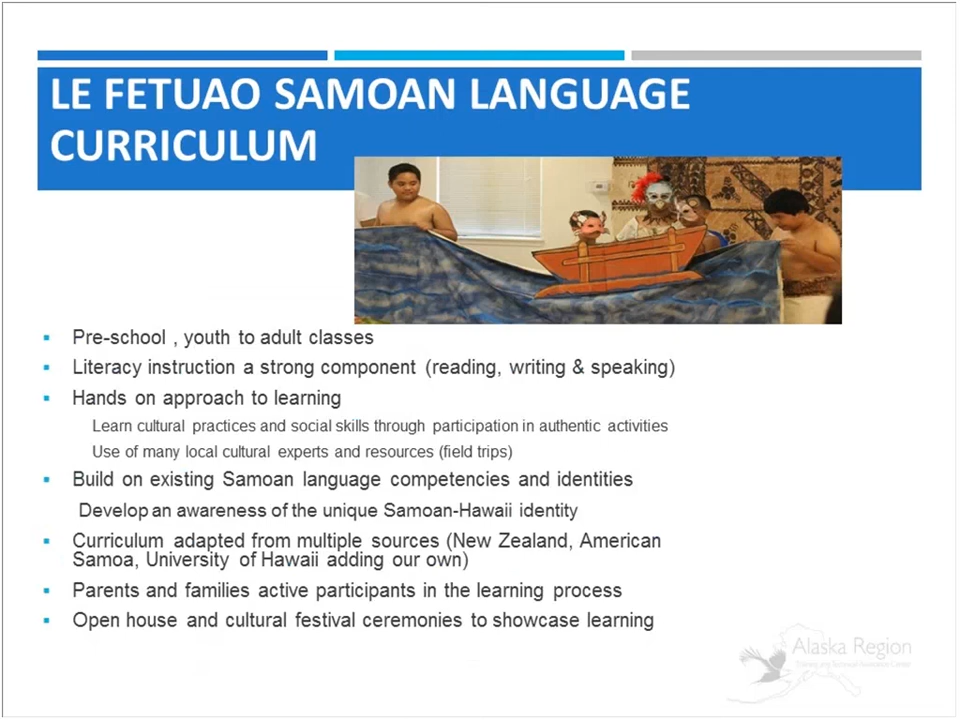 LE FETUAO SAMOAN LANGUAGE
CURRICULUM
Pre-school , youth to adult classes
Literacy instruction a strong component (reading, writing & speaking)
Hands on approach to learning
Learn cultural practices and social skills through participation in authentic activities
Use of many local cultural experts and resources (field trips)
Build on existing Samoan language competencies and identities
Develop an awareness of the unique Samoan-Hawaii identity
Curriculum adapted from multiple sources (New Zealand, American
Samoa, University of Hawaii adding our own)
Parents and families active participants in the learning process
Open house and cultural festival ceremonies to showcase learning
Alaska Region
Training and Technical Assistance Center